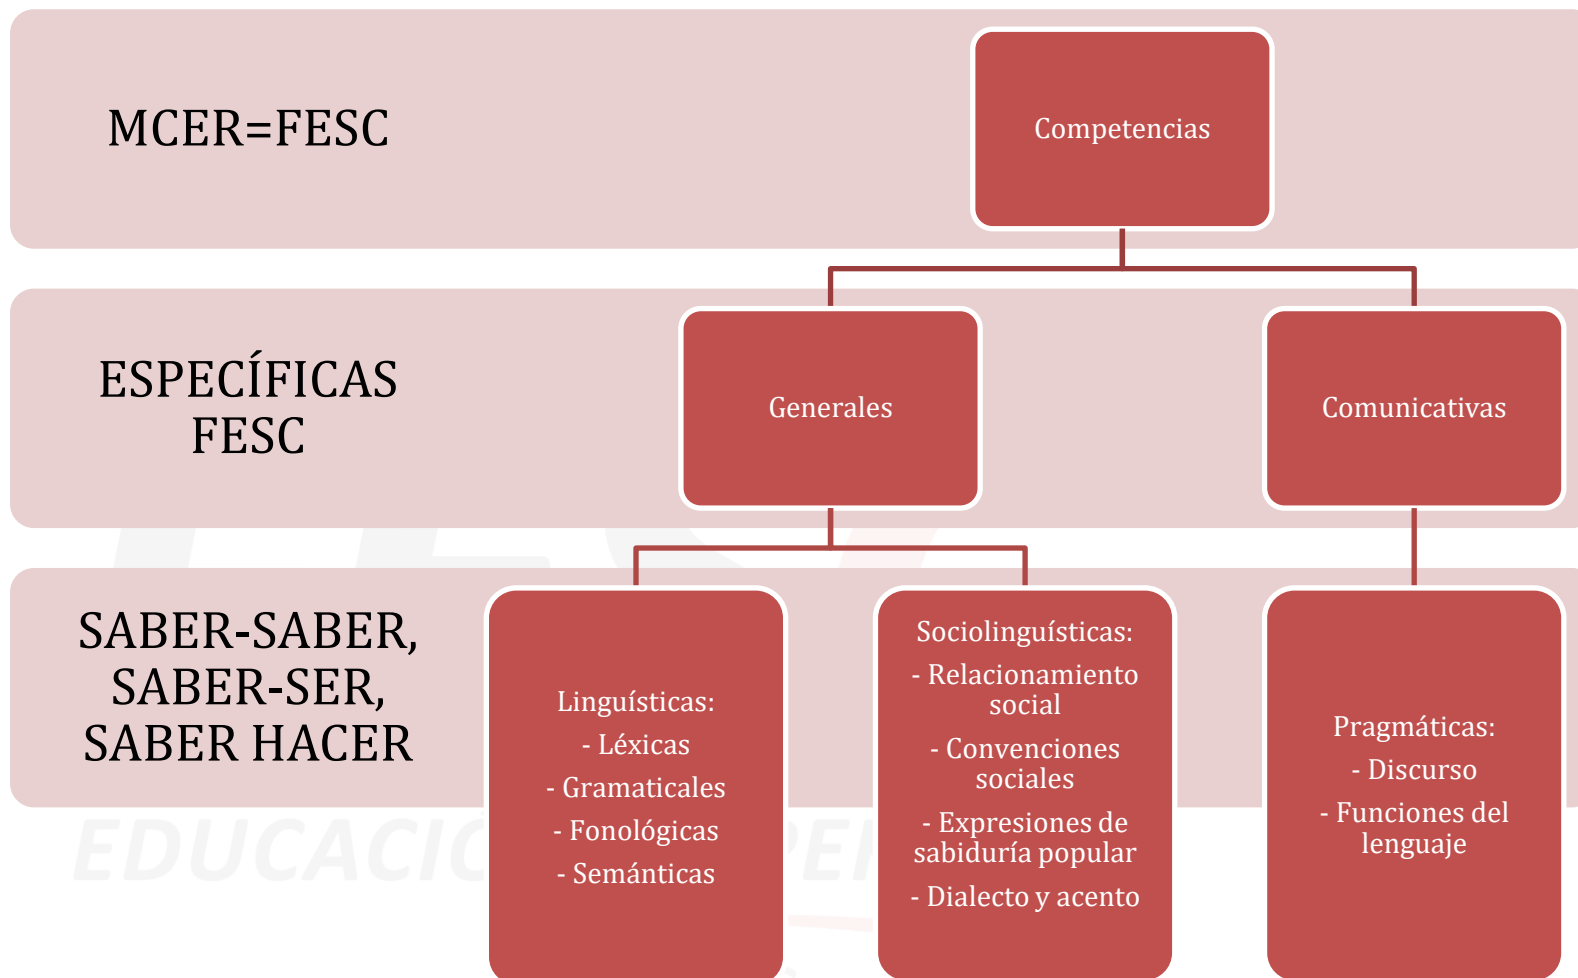 MCER=FESC
Competencias
ESPECÍFICAS
FESC
Generales
Comunicativas
SABER-SABER,
SABER-SER,
SABER HACER
Linguísticas:
- Léxicas
- Gramaticales
- Fonológicas
- Semánticas
Sociolinguísticas:
- Relacionamiento
social
- Convenciones
sociales
- Expresiones de
sabiduría popular
- Dialecto y acento
Pragmáticas:
- Discurso
- Funciones del
lenguaje